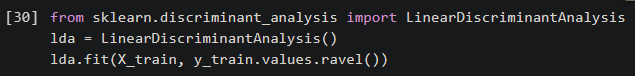 [30] from sklearn.discriminant_analysis import LinearDiscriminantAnalysis
lda = LinearDiscriminantAnalysis()
lda.fit(X_train, y_train.values.ravel())